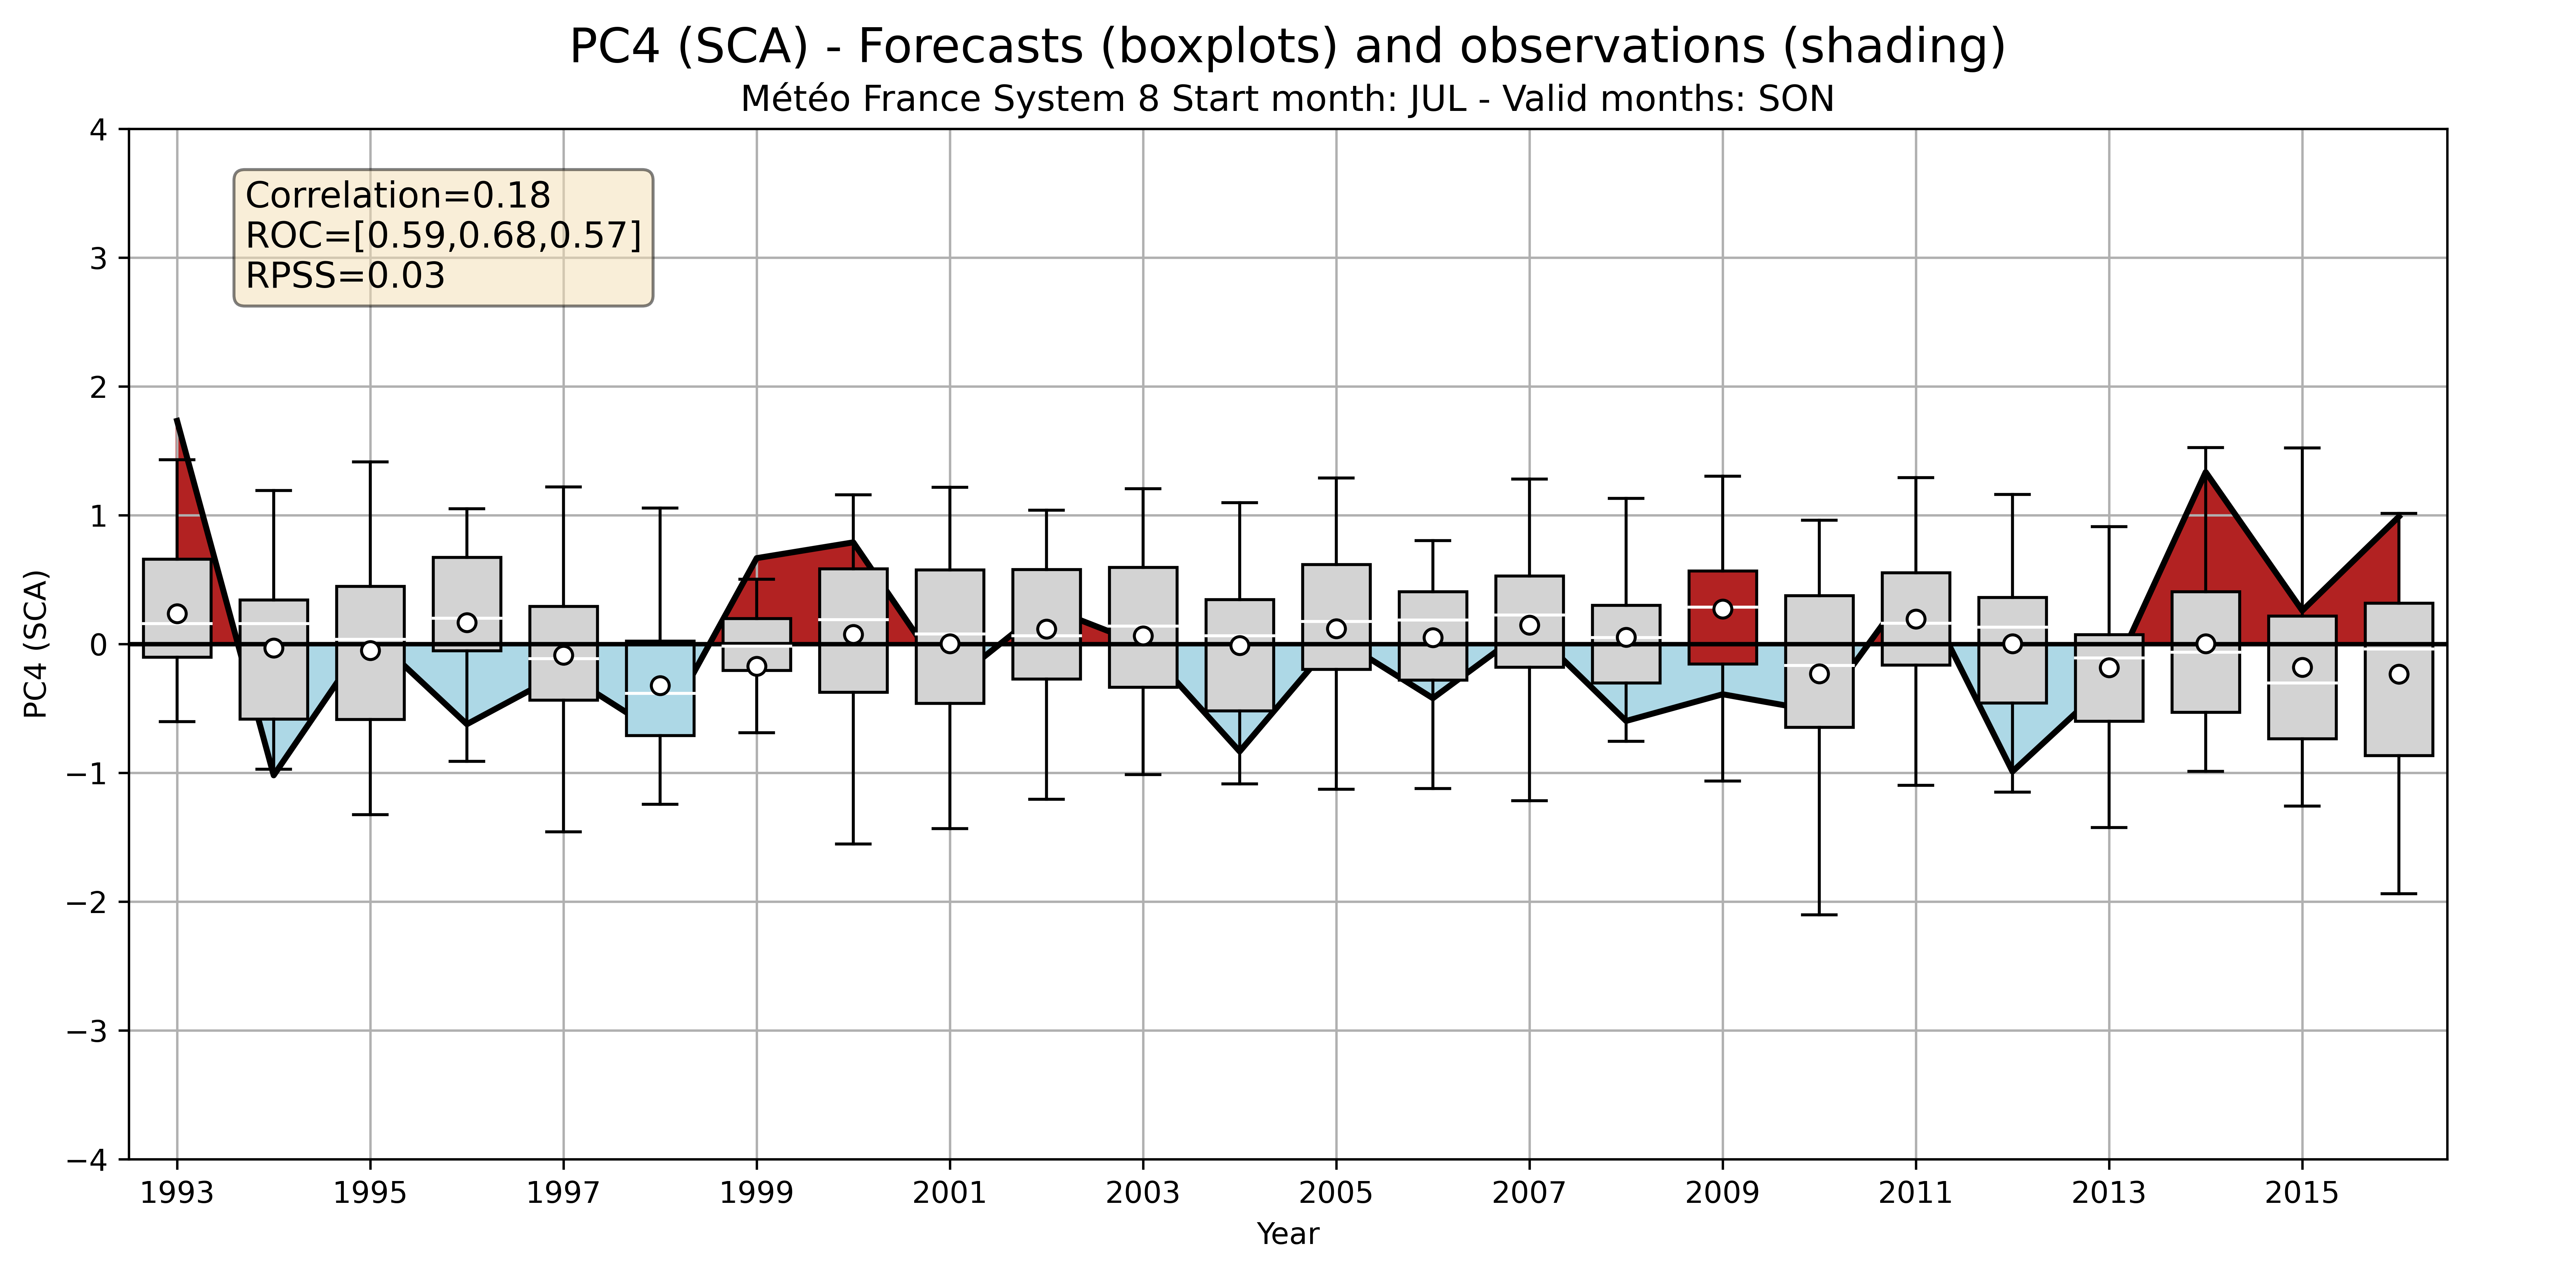 PC4 (SCA) - Forecasts (boxplots) and observations (shading)
Météo France System 8 Start month: JUL - Valid months: SON
Correlation=0.18
ROC=[0.59,0.68,0.57]
RPSS=0.03
4
3
2
1
0
−1
−2
−3
−4
PC4 (SCA)
1993 1995 1997 1999 2001 2003 2005 2007 2009 2011 2013 2015
Year